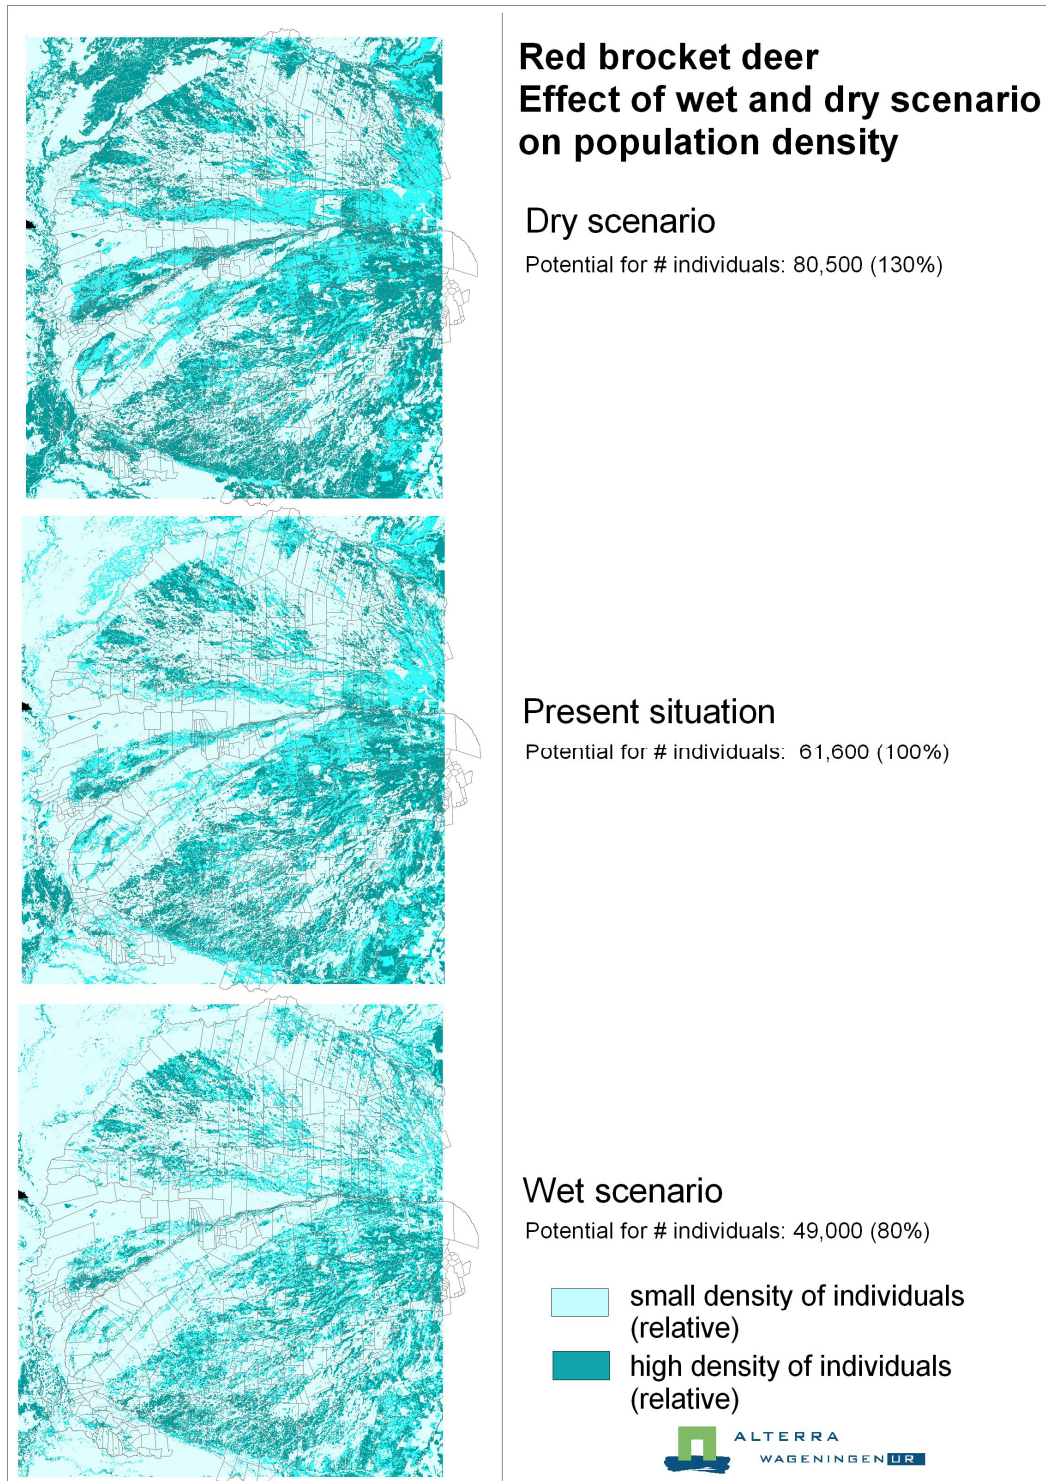 Red brocket deer
Effect of wet and dry scenario
on population density
Dry scenario
Potential for # individuals: 80,500 (130%)
Present situation
Potential for # individuals: 61,600 (100%)
Wet scenario
Potential for # individuals: 49,000 (80%)
small density of individuals
(relative)
high density of individuals
(relative)
ALTERRA
WAGENINGEN UR